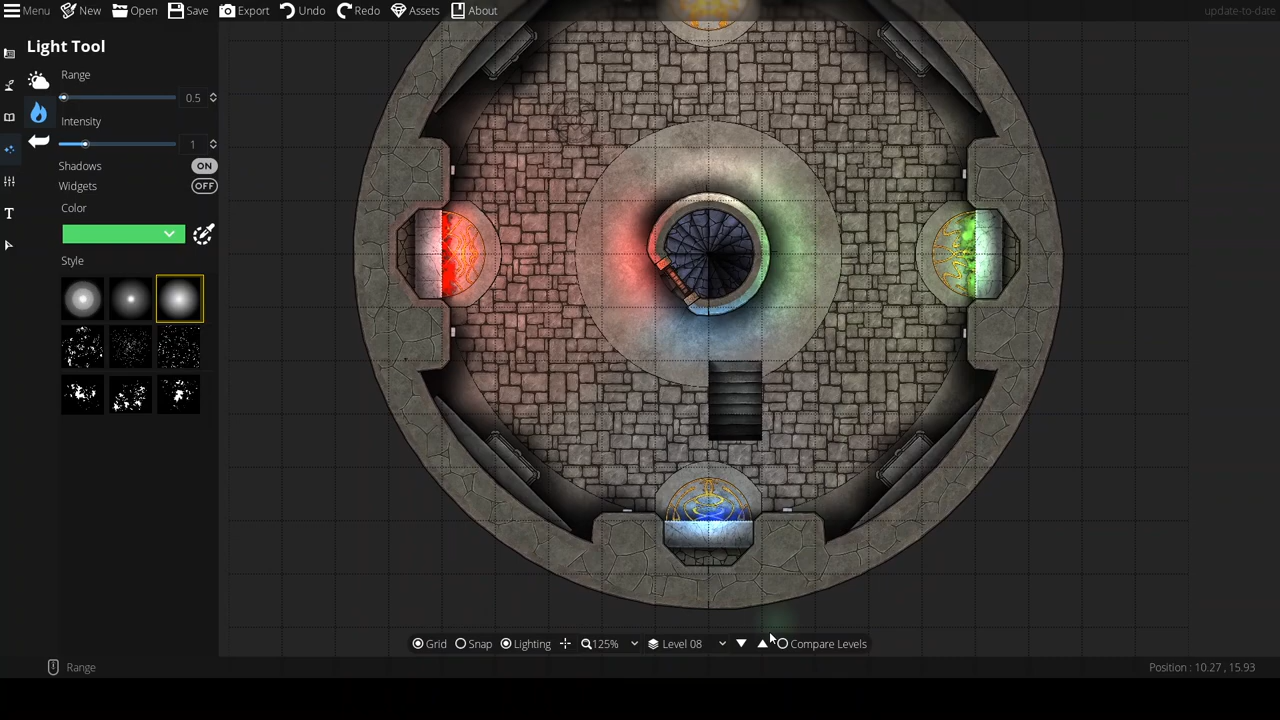 Menu New Open Save Export Undo Redo Assets About update-to-date
Light Tool
Range
0.5
Intensity
1
Shadows ON
Widgets OFF
Color
Style
T
Grid Snap Lighting 125% Level 08 Compare Levels
Range Position : 10.27 , 15.93